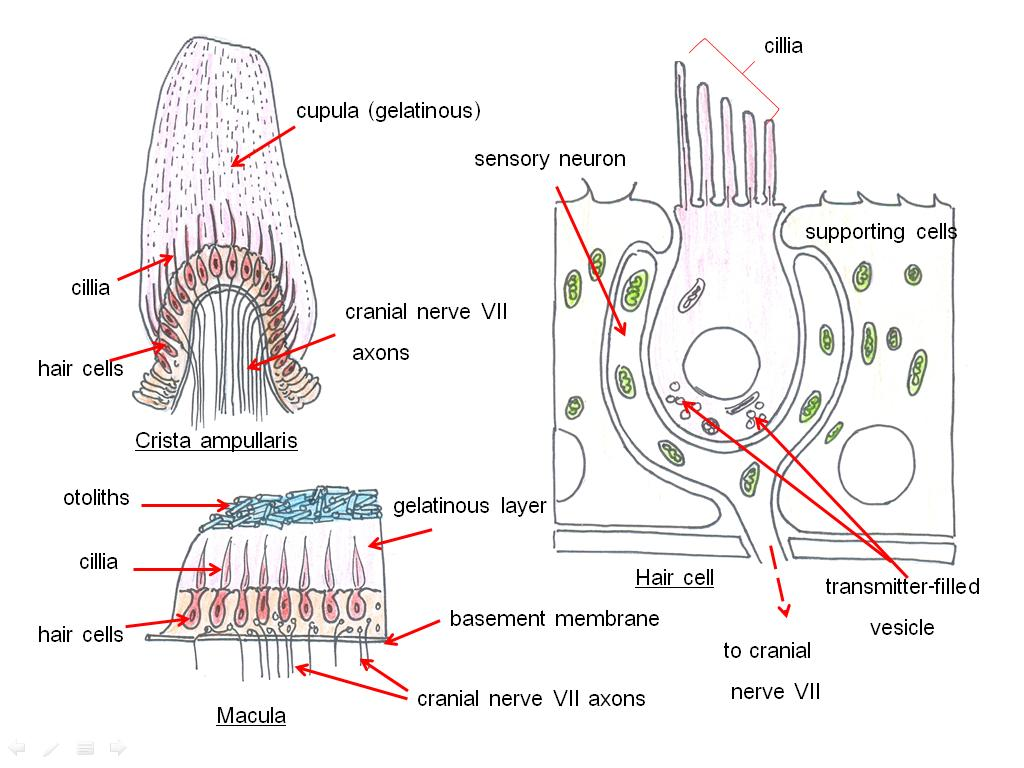 cupula (gelatinous)
cillia
hair cells
cranial nerve VII
axons
Crista ampullaris
otoliths
gelatinous layer
cillia
hair cells
basement membrane
cranial nerve VII axons
Macula
cillia
sensory neuron
supporting cells
Hair cell
transmitter-filled
vesicle
to cranial
nerve VII